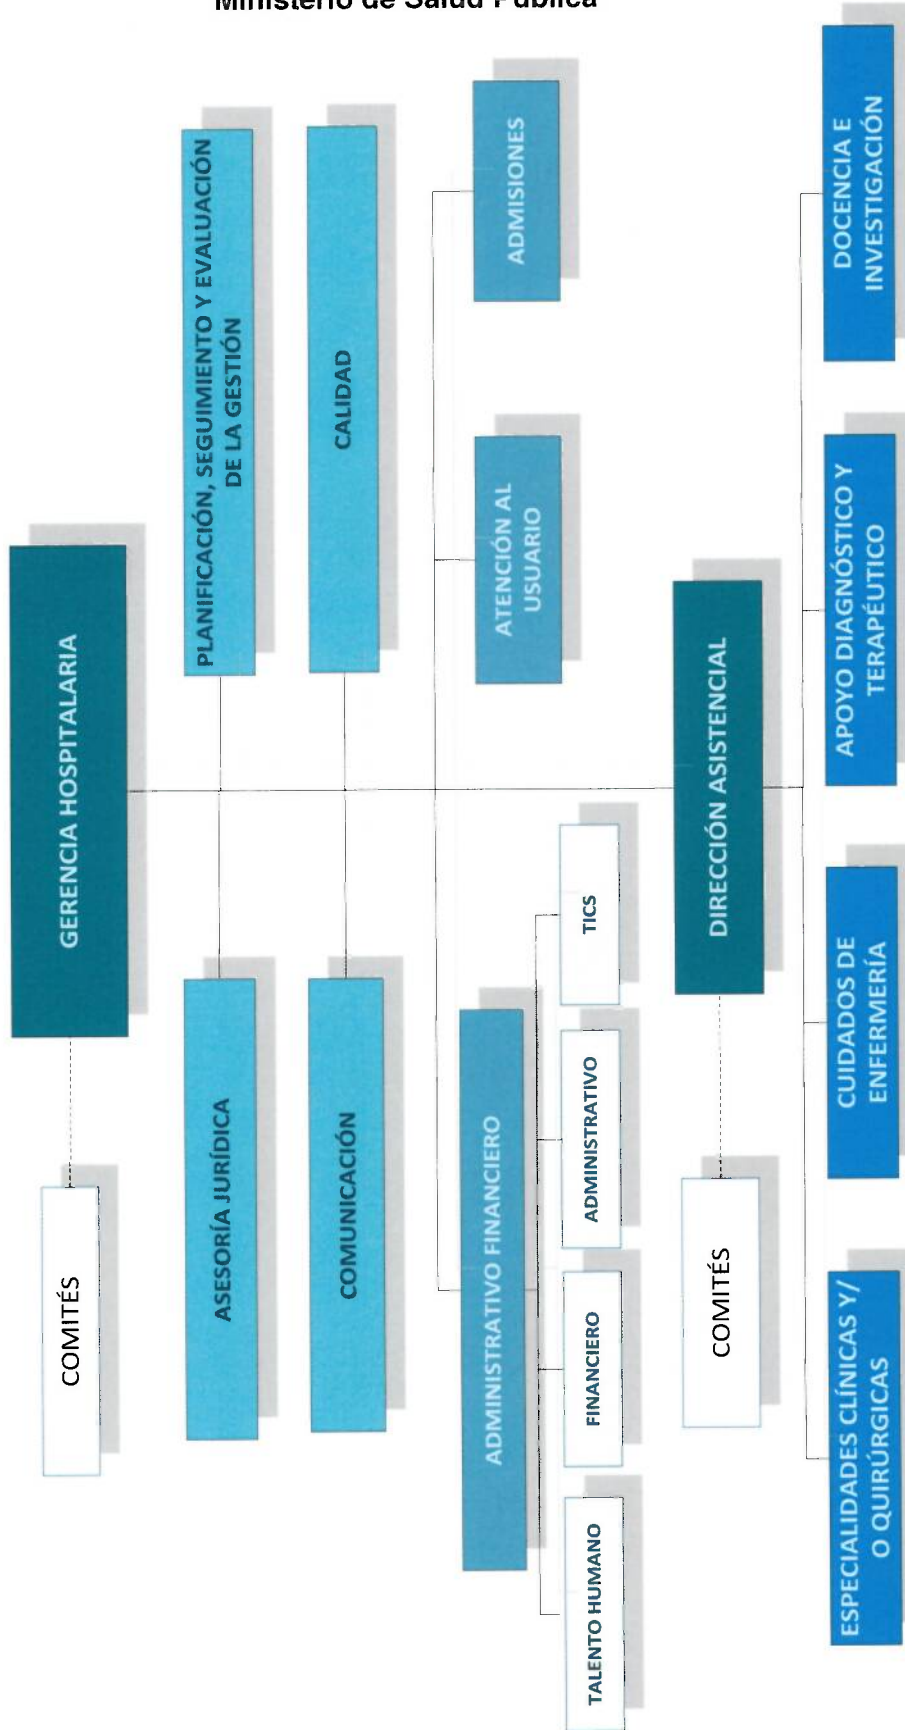 Ministerio de Salud Pública
GERENCIA HOSPITALARIA
COMITÉS
ASESORÍA JURÍDICA
PLANIFICACIÓN, SEGUIMIENTO Y EVALUACIÓN
DE LA GESTIÓN
COMUNICACIÓN
CALIDAD
ADMINISTRATIVO FINANCIERO
ATENCIÓN AL
USUARIO
ADMISIONES
TALENTO HUMANO
FINANCIERO
ADMINISTRATIVO
TICS
COMITÉS
DIRECCIÓN ASISTENCIAL
ESPECIALIDADES CLÍNICAS Y/
O QUIRÚRGICAS
CUIDADOS DE
ENFERMERÍA
APOYO DIAGNÓSTICO Y
TERAPÉUTICO
DOCENCIA E
INVESTIGACIÓN